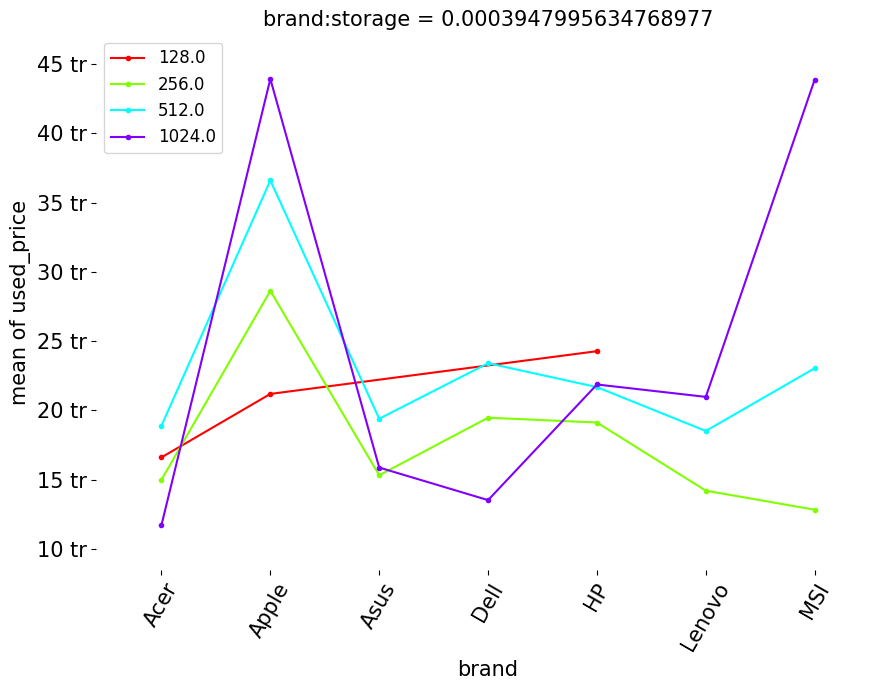 brand:storage = 0.0003947995634768977
128.0
256.0
512.0
1024.0
45 tr
40 tr
35 tr
30 tr
25 tr
20 tr
15 tr
10 tr
mean of used_price
Acer
Apple
Asus
Dell
HP
Lenovo
MSI
brand